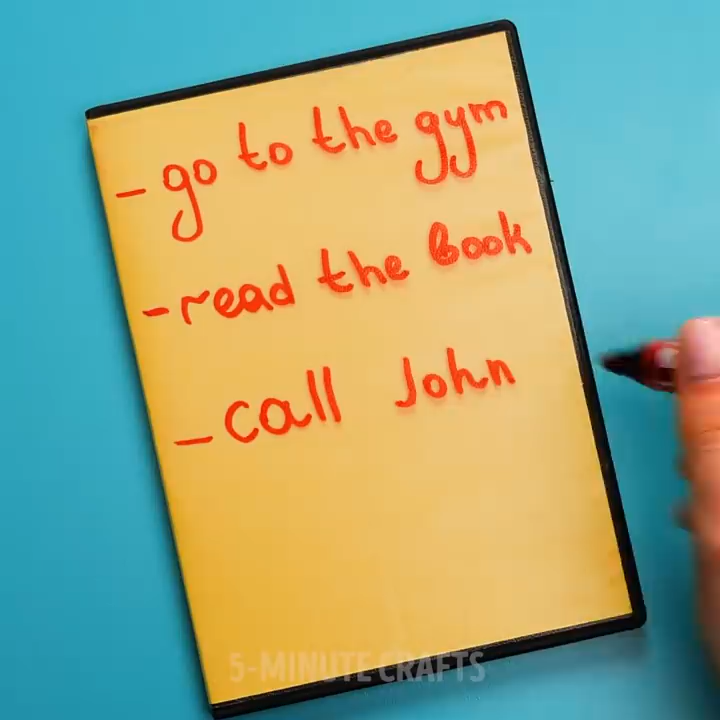 - go to the gym
- read the book
- call John
5-MINUTE CRAFTS